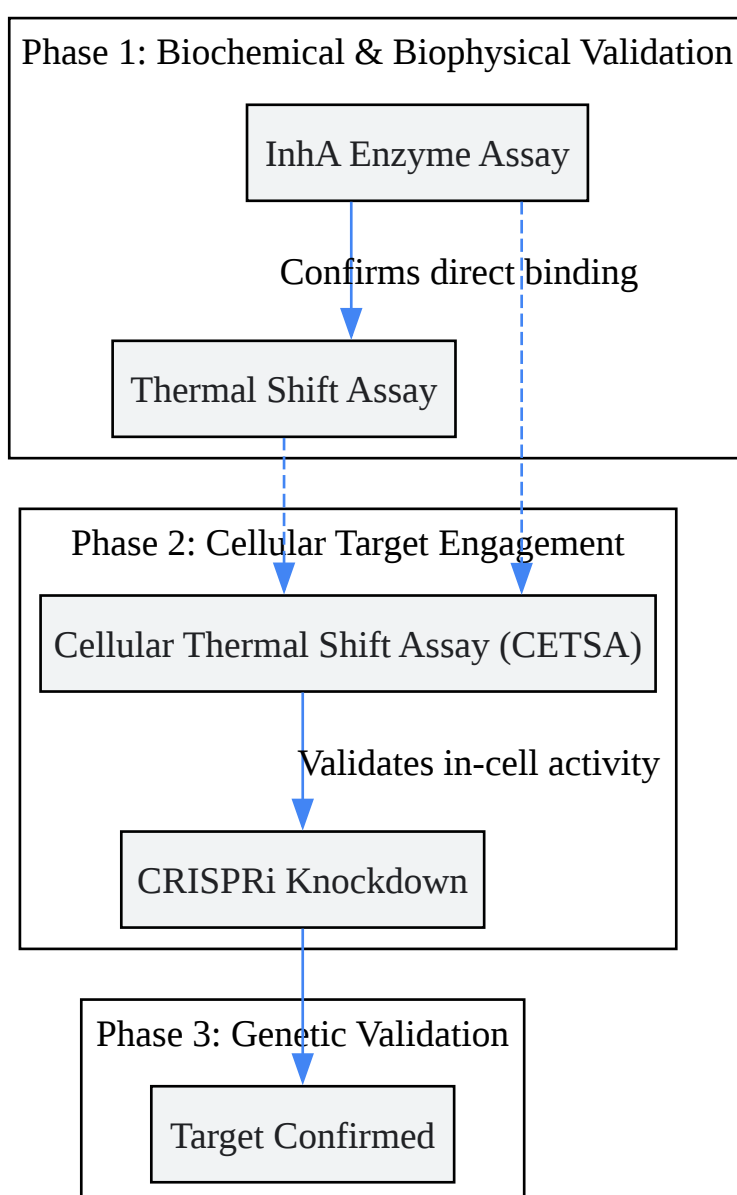 Phase 1: Biochemical & Biophysical Validation
InhA Enzyme Assay
Confirms direct binding
Thermal Shift Assay
Phase 2: Cellular Target Engagement
Cellular Thermal Shift Assay (CETSA)
Validates in-cell activity
CRISPRi Knockdown
Phase 3: Genetic Validation
Target Confirmed